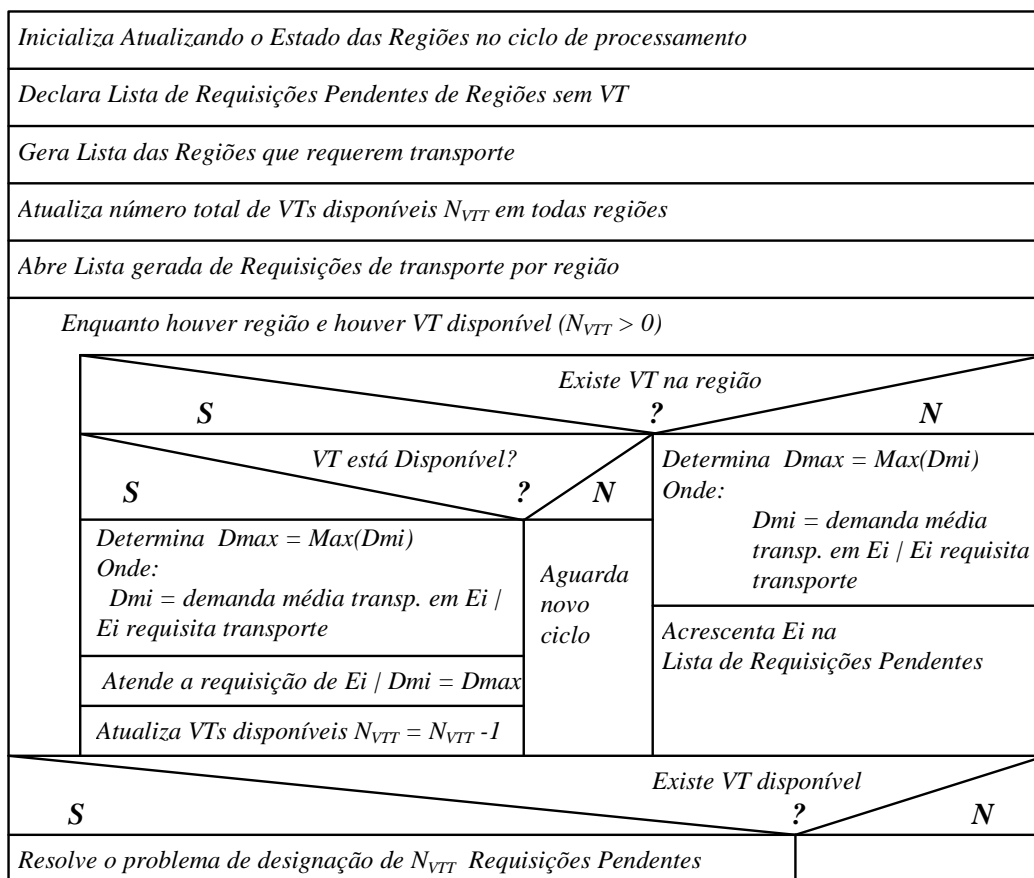 Inicializa Atualizando o Estado das Regiões no ciclo de processamento
Declara Lista de Requisições Pendentes de Regiões sem VT
Gera Lista das Regiões que requerem transporte
Atualiza número total de VTs disponíveis N_VTT em todas regiões
Abre Lista gerada de Requisições de transporte por região
Enquanto houver região e houver VT disponível (N_VTT > 0)
Existe VT na região
S ? N
VT está Disponível?
S ? N
Determina Dmax = Max(Dmi)
Onde:
Dmi = demanda média transp. em Ei |
Ei requisita transporte
Atende a requisição de Ei | Dmi = Dmax
Atualiza VTs disponíveis N_VTT = N_VTT -1
Aguarda
novo
ciclo
Determina Dmax = Max(Dmi)
Onde:
Dmi = demanda média
transp. em Ei | Ei requisita
transporte
Acrescenta Ei na
Lista de Requisições Pendentes
Existe VT disponível
S ? N
Resolve o problema de designação de N_VTT Requisições Pendentes